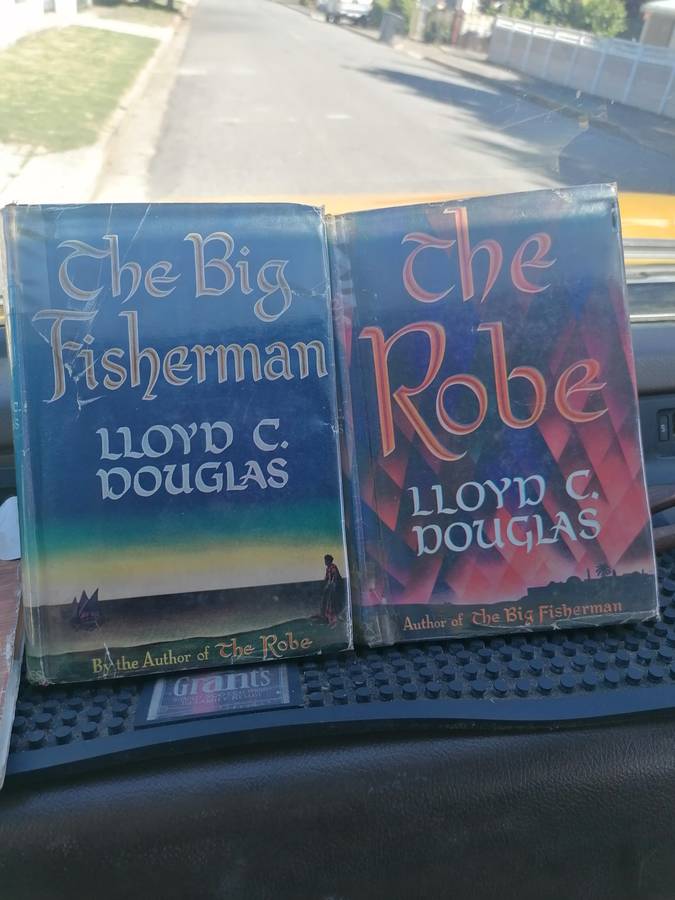 The Big
Fisherman
LLOYD C.
DOUGLAS
By the Author of The Robe
The
Robe
LLOYD C.
DOUGLAS
Author of The Big Fisherman
Grants